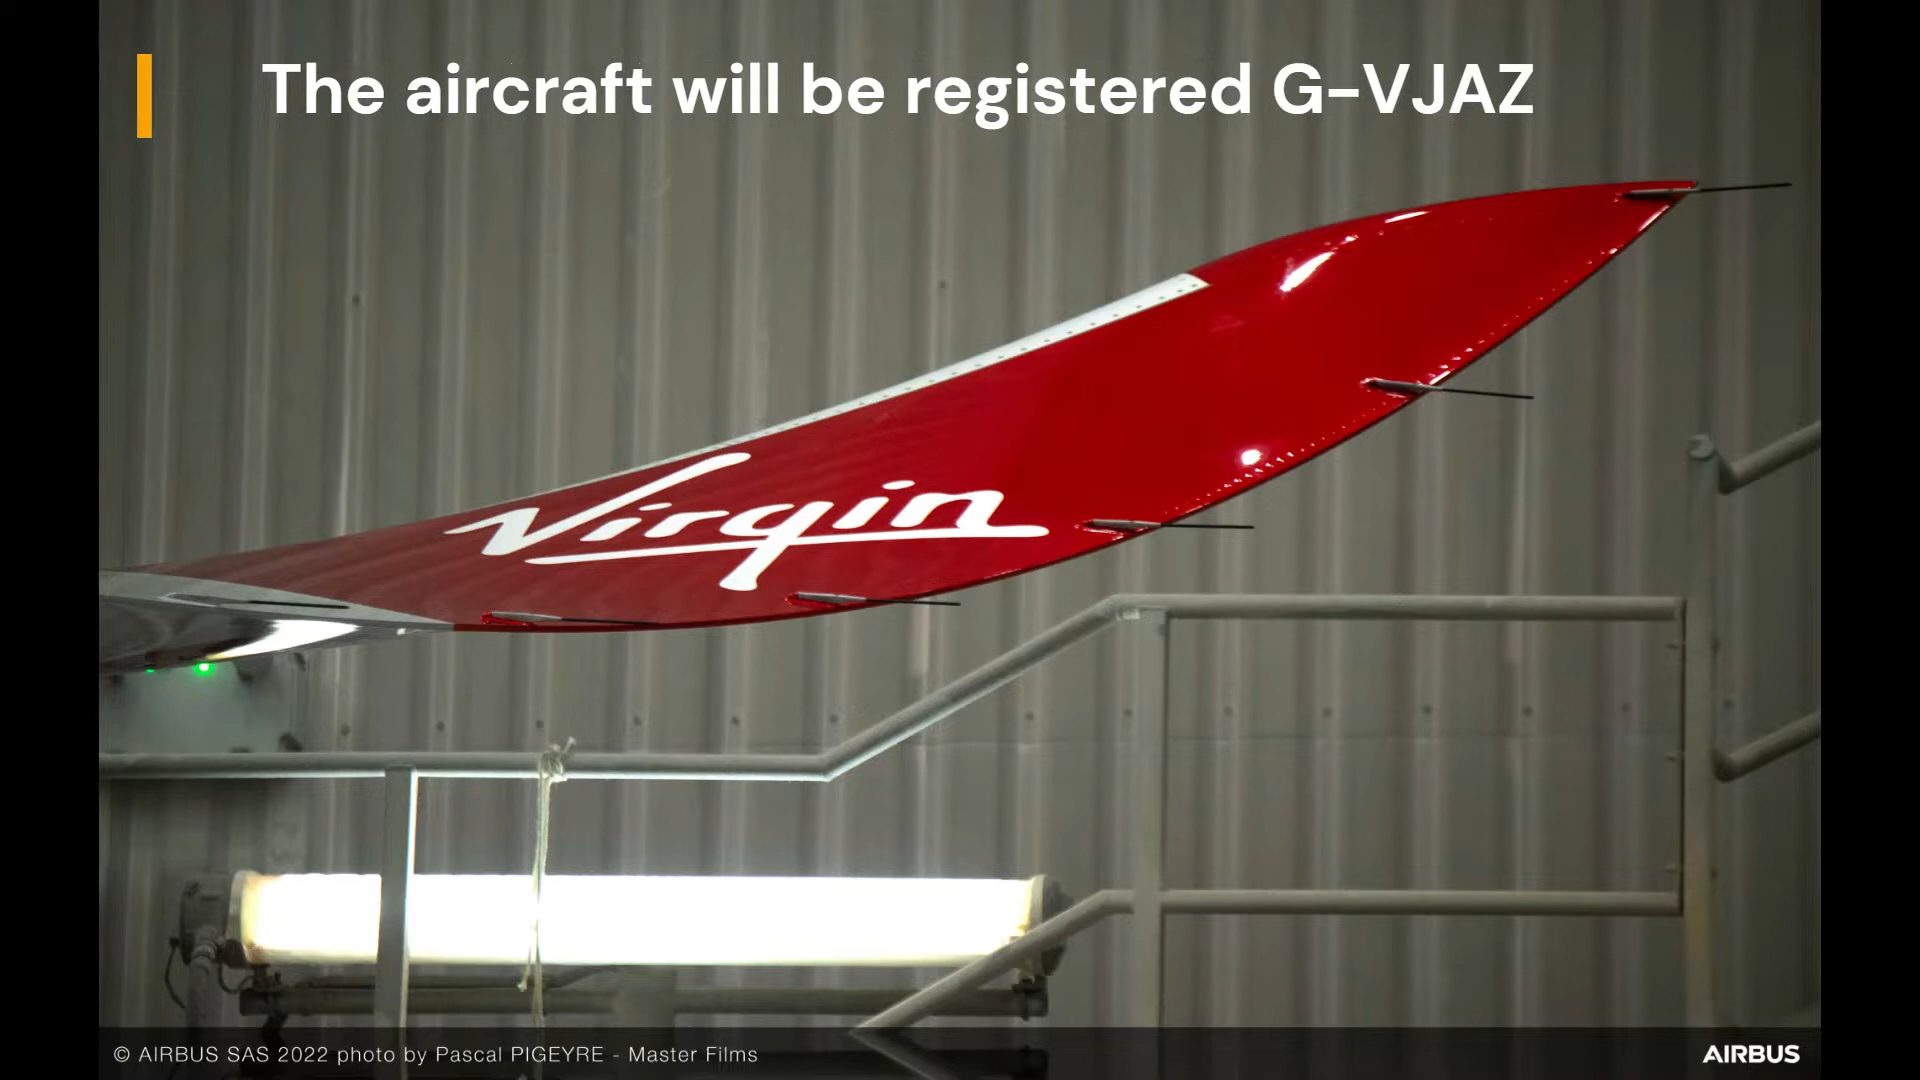 The aircraft will be registered G-VJAZ
Virgin
© AIRBUS SAS 2022 photo by Pascal PIGEYRE - Master Films
AIRBUS